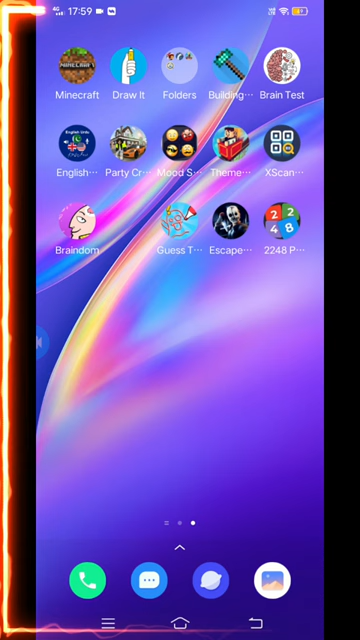 4G 17:59
Minecraft Draw It Folders Building··· Brain Test
English··· Party Cr··· Mood S··· Theme··· XScan···
Braindom Guess T··· Escape··· 2248 P···